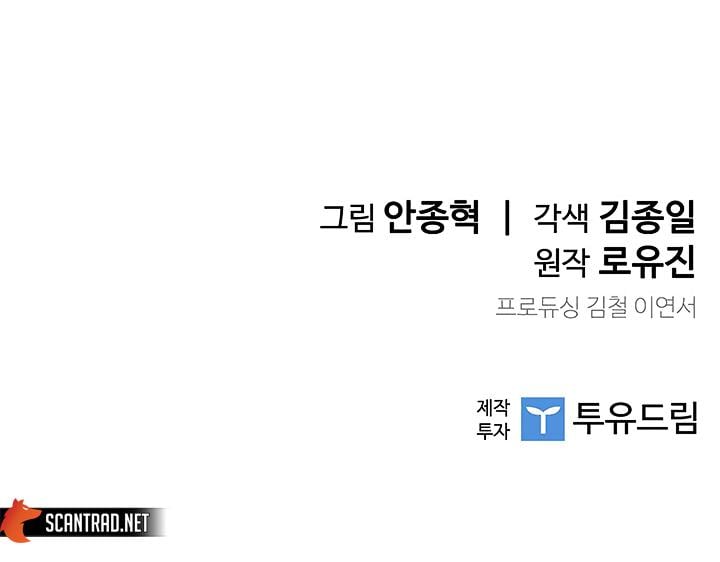 그림 안종혁 | 각색 김종일
원작 로유진
프로듀싱 김철 이연서
제작
투자
투유드림
SCANTRAD.NET